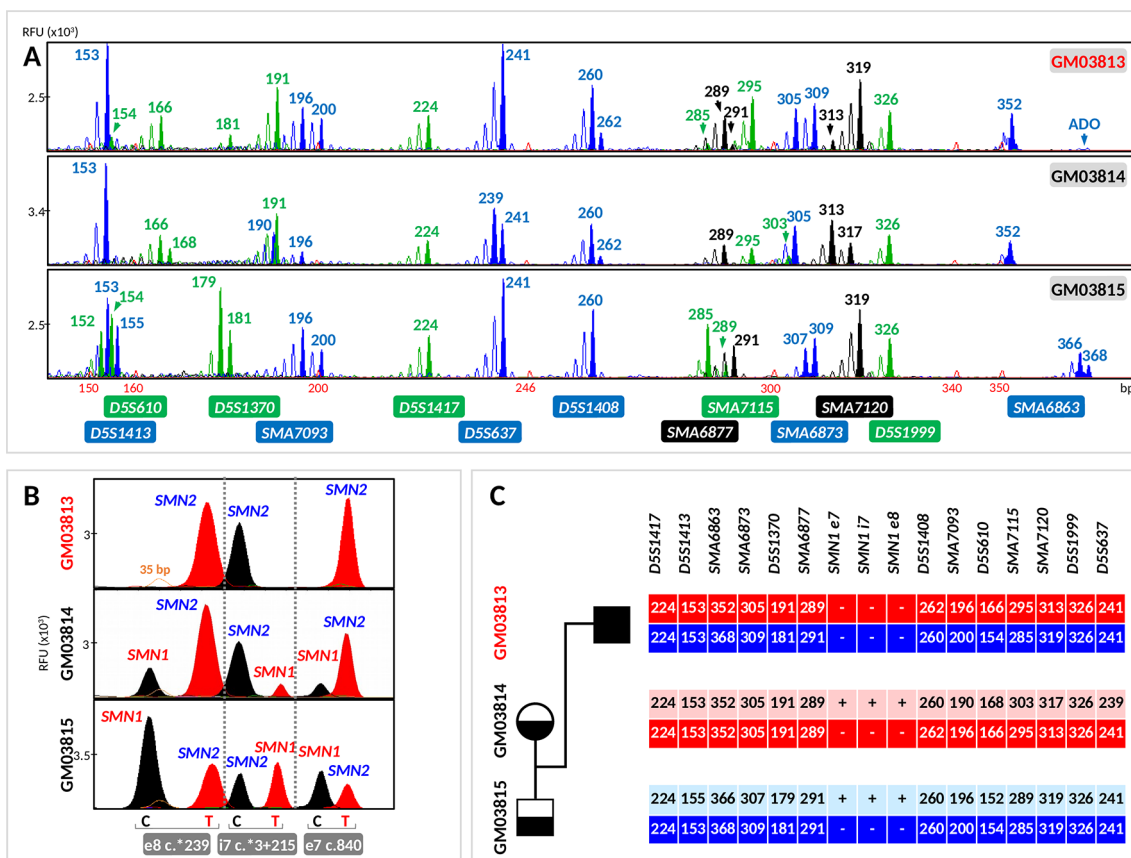 RFU (x10³)
A
GM03813
2.5
153
154
166
181
191
196
200
224
241
260
262
285
289
291
295
305
309
313
319
326
352
ADO
GM03814
3.4
153
166
168
190
191
196
224
239
241
260
262
289
295
303
305
313
317
326
352
GM03815
2.5
152
153
154
155
179
181
196
200
224
241
260
285
289
291
307
309
319
326
366
368
150 160 200 246 300 340 350 bp
D5S610 D5S1370 D5S1417 D5S1408 SMA7115 SMA7120 SMA6863
D5S1413 SMA7093 D5S637 SMA6877 SMA6873 D5S1999
B
RFU (x10³)
GM03813
3
SMN2 SMN2 SMN2
35 bp
GM03814
3
SMN2 SMN2 SMN2
SMN1 SMN1 SMN1
GM03815
3.5
SMN1 SMN2 SMN2 SMN1 SMN1 SMN2
C T C T C T
e8 c.*239 i7 c.*3+215 e7 c.840
C
D5S1417 D5S1413 SMA6863 SMA6873 D5S1370 SMA6877 SMN1 e7 SMN1 i7 SMN1 e8 D5S1408 SMA7093 D5S610 SMA7115 SMA7120 D5S1999 D5S637
GM03813
224 153 352 305 191 289 - - - 262 196 166 295 313 326 241
224 153 368 309 181 291 - - - 260 200 154 285 319 326 241
GM03814
224 153 352 305 191 289 + + + 260 190 168 303 317 326 239
224 153 352 305 191 289 - - - 262 196 166 295 313 326 241
GM03815
224 155 366 307 179 291 + + + 260 196 152 289 319 326 241
224 153 368 309 181 291 - - - 260 200 154 285 319 326 241